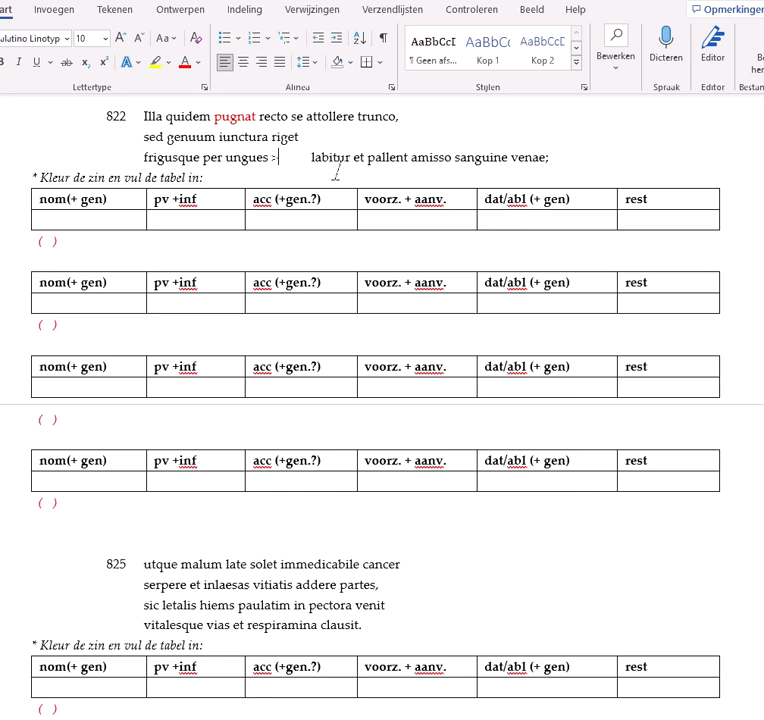 art Invoegen Tekenen Ontwerpen Indeling Verwijzingen Verzendlijsten Controleren Beeld Help Opmerkingen
alatino Linotyp 10 A A Aa A
B I U ab x₂ x² A A
AaBbCcI AaBbCc AaBbCcE
¶ Geen afs... Kop 1 Kop 2
Bewerken Dicteren Editor
Lettertype Alinea Stijlen Spraak Editor Bestan
822 Illa quidem pugnat recto se attollere trunco,
sed genuum iunctura riget
frigusque per ungues > labitur et pallent amisso sanguine venae;
* Kleur de zin en vul de tabel in:
nom(+ gen) pv +inf acc (+gen.?) voorz. + aanv. dat/abl (+ gen) rest
( )
nom(+ gen) pv +inf acc (+gen.?) voorz. + aanv. dat/abl (+ gen) rest
( )
nom(+ gen) pv +inf acc (+gen.?) voorz. + aanv. dat/abl (+ gen) rest
( )
nom(+ gen) pv +inf acc (+gen.?) voorz. + aanv. dat/abl (+ gen) rest
( )
825 utque malum late solet immedicabile cancer
serpere et inlaesas vitiatis addere partes,
sic letalis hiems paulatim in pectora venit
vitalesque vias et respiramina clausit.
* Kleur de zin en vul de tabel in:
nom(+ gen) pv +inf acc (+gen.?) voorz. + aanv. dat/abl (+ gen) rest
( )